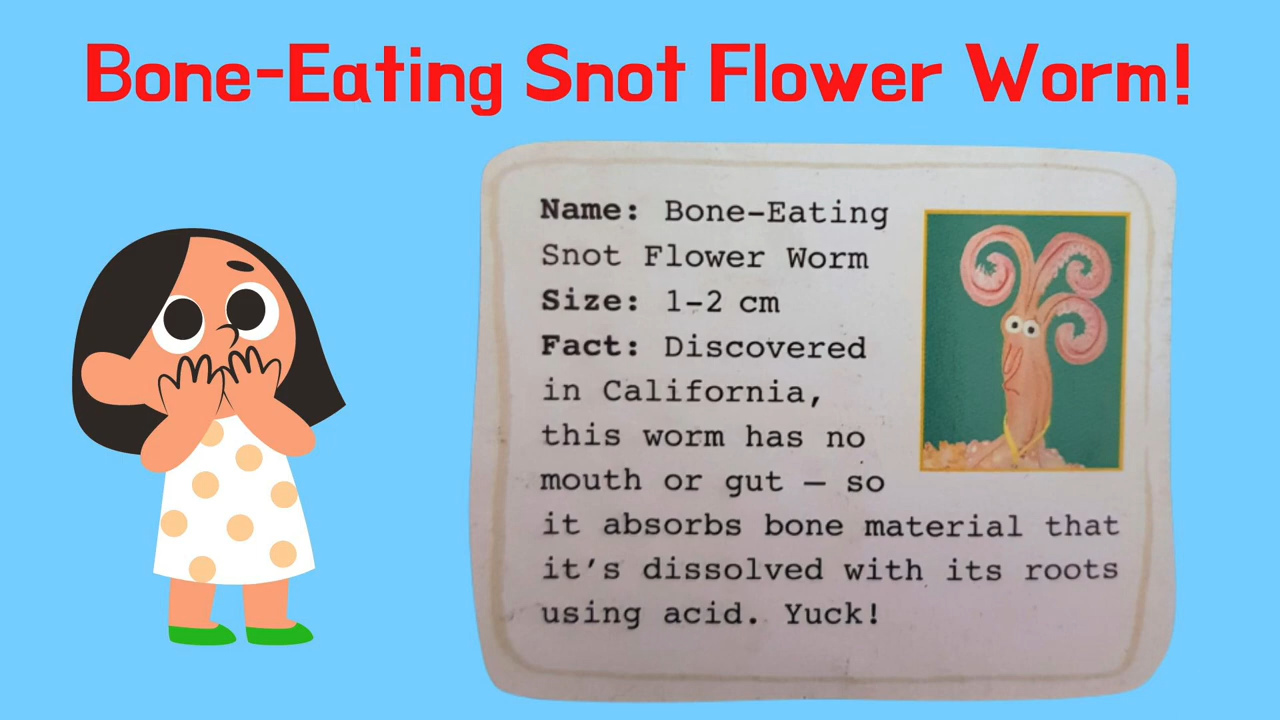 Bone-Eating Snot Flower Worm!
Name: Bone-Eating
Snot Flower Worm
Size: 1-2 cm
Fact: Discovered
in California,
this worm has no
mouth or gut — so
it absorbs bone material that
it's dissolved with its roots
using acid. Yuck!